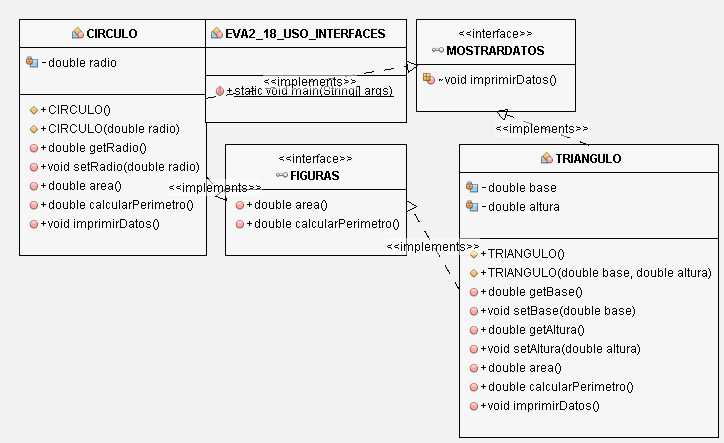 CIRCULO
- double radio
+ CIRCULO()
+ CIRCULO(double radio)
+ double getRadio()
+ void setRadio(double radio)
+ double area()
+ double calcularPerimetro()
+ void imprimirDatos()
EVA2_18_USO_INTERFACES
<<implements>>
+ static void main(String[] args)
<<interface>>
MOSTRARDATOS
~ void imprimirDatos()
<<implements>>
<<implements>>
<<interface>>
FIGURAS
+ double area()
+ double calcularPerimetro()
<<implements>>
TRIANGULO
- double base
- double altura
+ TRIANGULO()
+ TRIANGULO(double base, double altura)
+ double getBase()
+ void setBase(double base)
+ double getAltura()
+ void setAltura(double altura)
+ double area()
+ double calcularPerimetro()
+ void imprimirDatos()